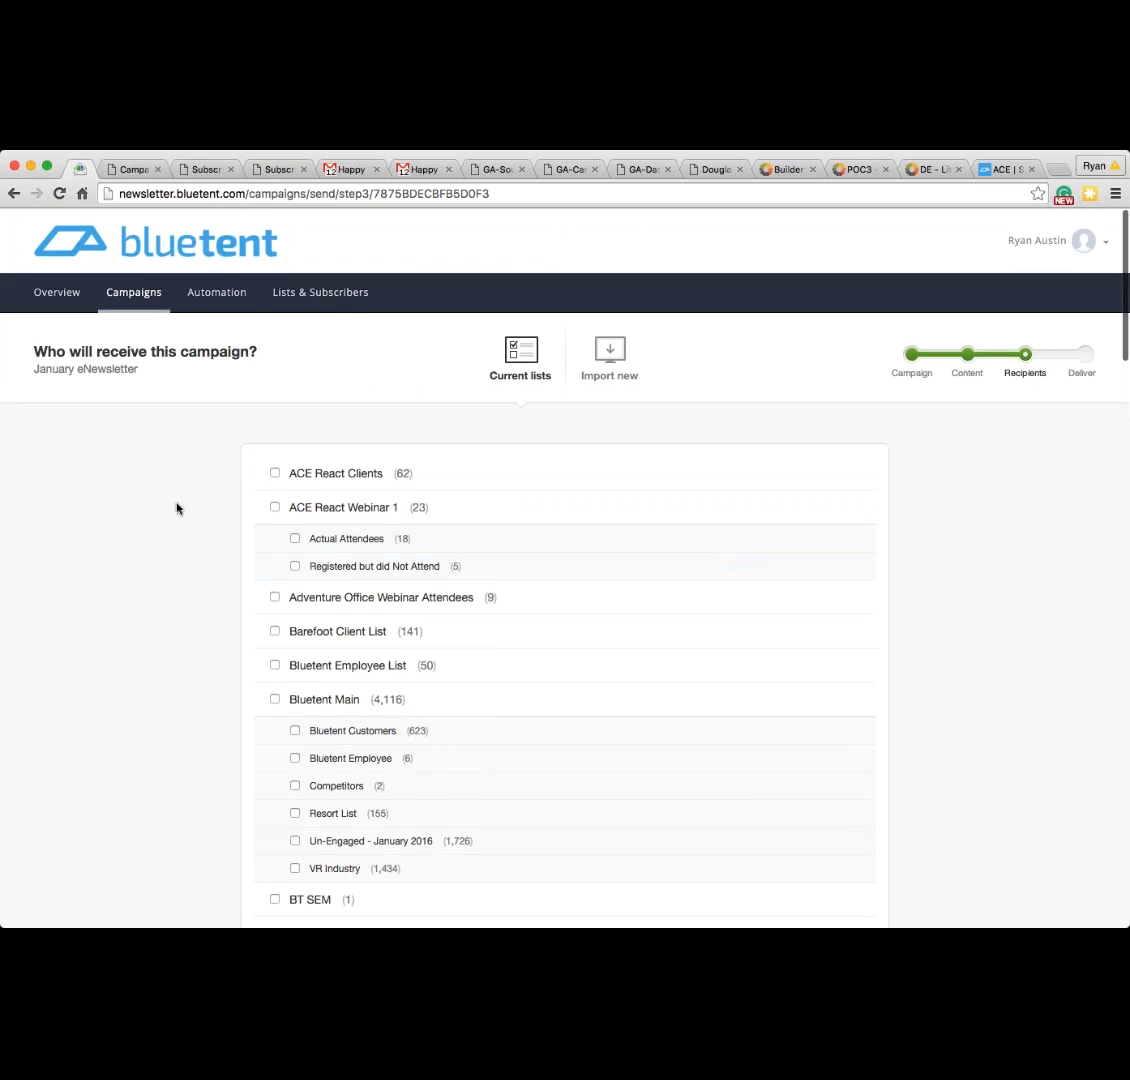 Campa
Subscr
Subscr
Happy
Happy
GA-Sou
GA-Car
GA-Das
Dougla
Builder
POC3 -
DE - Lit
ACE | S
Ryan
newsletter.bluetent.com/campaigns/send/step3/7875BDECBFB5D0F3
NEW
bluetent
Ryan Austin
Overview
Campaigns
Automation
Lists & Subscribers
Who will receive this campaign?
January eNewsletter
Current lists
Import new
Campaign
Content
Recipients
Deliver
ACE React Clients (62)
ACE React Webinar 1 (23)
Actual Attendees (18)
Registered but did Not Attend (5)
Adventure Office Webinar Attendees (9)
Barefoot Client List (141)
Bluetent Employee List (50)
Bluetent Main (4,116)
Bluetent Customers (623)
Bluetent Employee (6)
Competitors (2)
Resort List (155)
Un-Engaged - January 2016 (1,726)
VR Industry (1,434)
BT SEM (1)